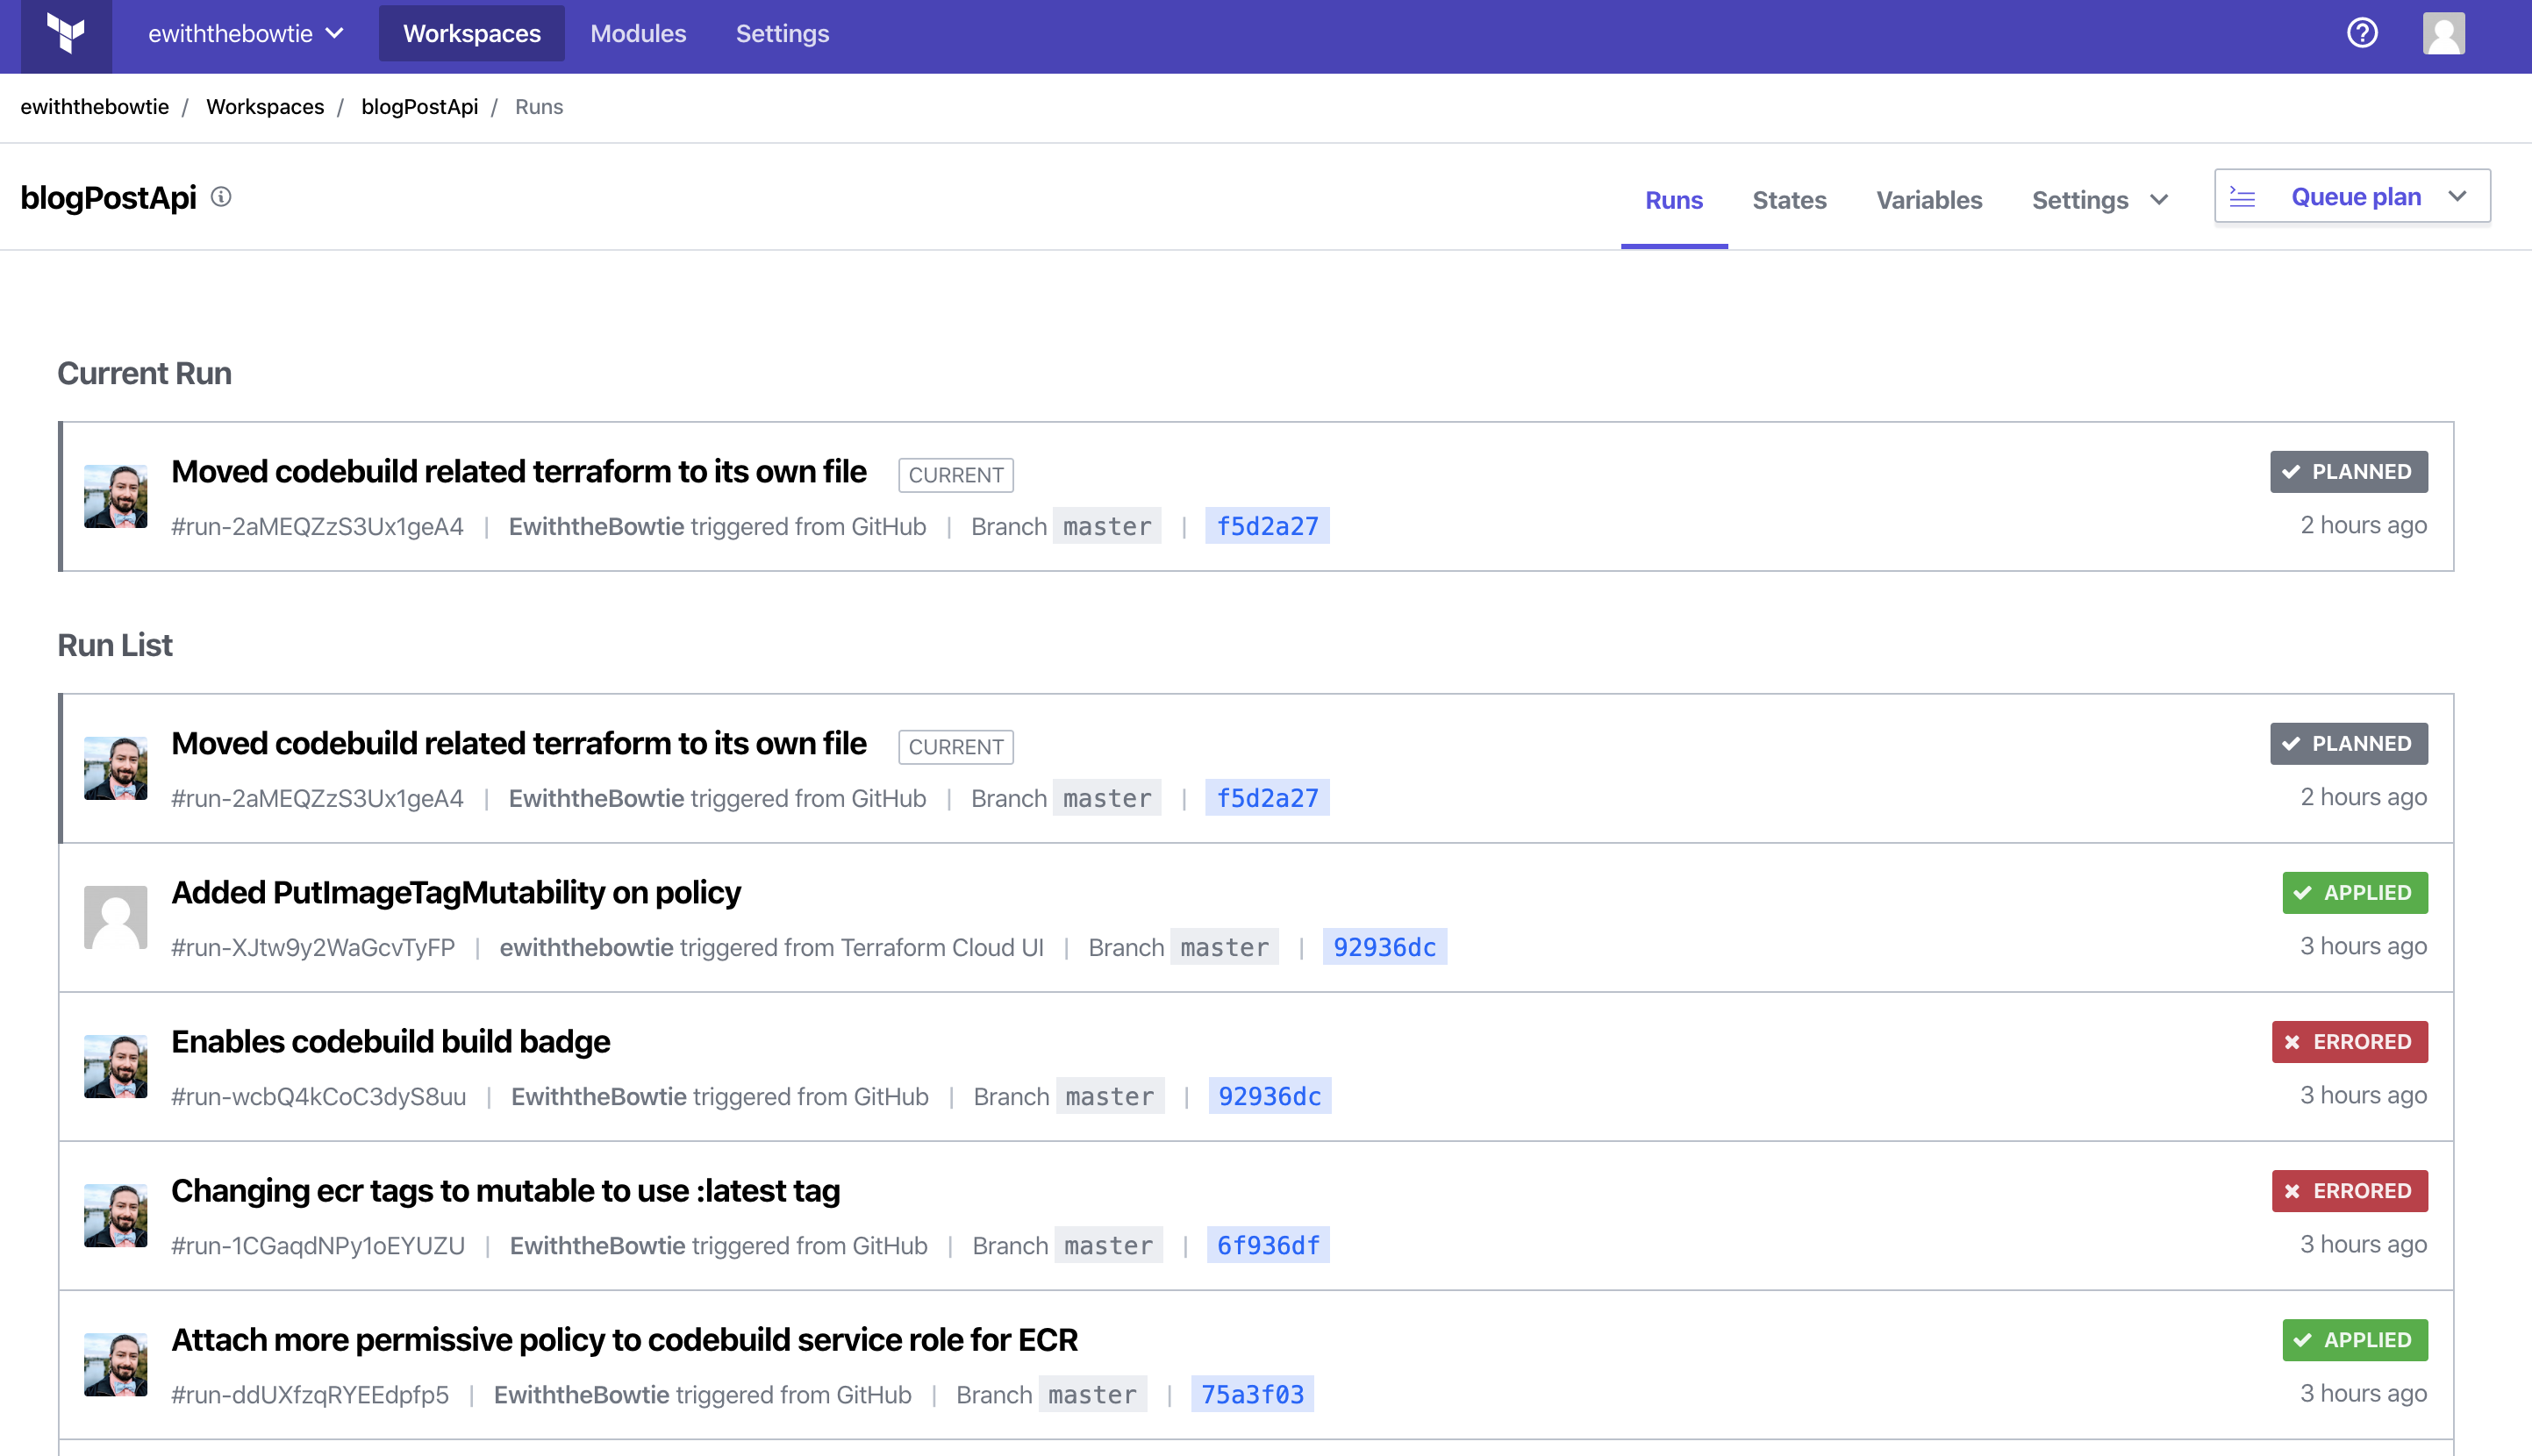 ewiththebowtie Workspaces Modules Settings
ewiththebowtie / Workspaces / blogPostApi / Runs
blogPostApi
Runs States Variables Settings Queue plan
Current Run
Moved codebuild related terraform to its own file CURRENT PLANNED
#run-2aMEQZzS3Ux1geA4 | EwiththeBowtie triggered from GitHub | Branch master | f5d2a27 2 hours ago
Run List
Moved codebuild related terraform to its own file CURRENT PLANNED
#run-2aMEQZzS3Ux1geA4 | EwiththeBowtie triggered from GitHub | Branch master | f5d2a27 2 hours ago
Added PutImageTagMutability on policy APPLIED
#run-XJtw9y2WaGcvTyFP | ewiththebowtie triggered from Terraform Cloud UI | Branch master | 92936dc 3 hours ago
Enables codebuild build badge ERRORED
#run-wcbQ4kCoC3dyS8uu | EwiththeBowtie triggered from GitHub | Branch master | 92936dc 3 hours ago
Changing ecr tags to mutable to use :latest tag ERRORED
#run-1CGaqdNPy1oEYUZU | EwiththeBowtie triggered from GitHub | Branch master | 6f936df 3 hours ago
Attach more permissive policy to codebuild service role for ECR APPLIED
#run-ddUXfzqRYEEdpfp5 | EwiththeBowtie triggered from GitHub | Branch master | 75a3f03 3 hours ago